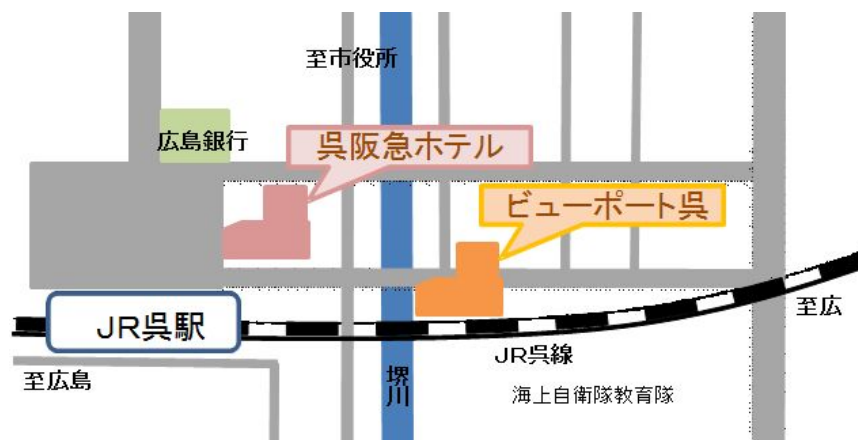 至市役所
広島銀行
呉阪急ホテル
ビューポート呉
至広
JR呉駅
JR呉線
至広島
堺川
海上自衛隊教育隊